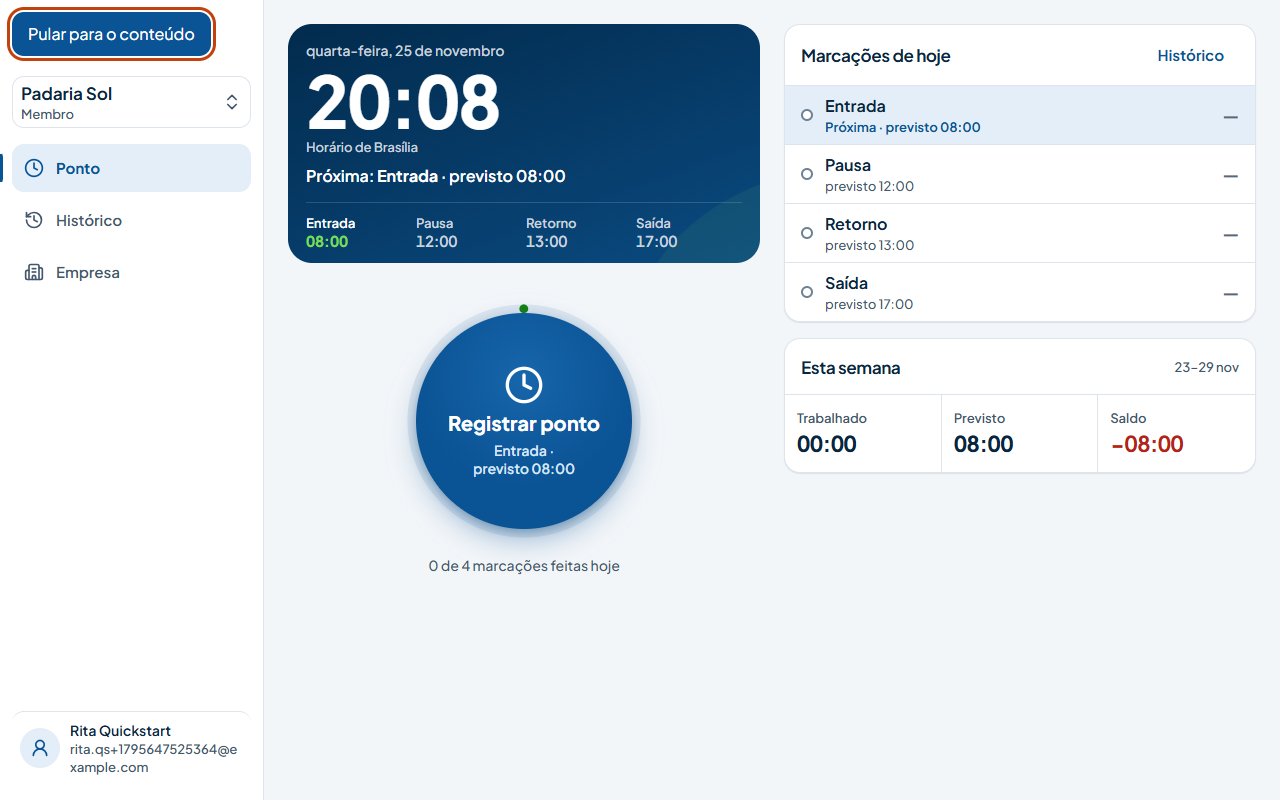 Pular para o conteúdo
Padaria Sol
Membro
Ponto
Histórico
Empresa
Rita Quickstart
rita.qs+1795647525364@e
xample.com
quarta-feira, 25 de novembro
20:08
Horário de Brasília
Próxima: Entrada · previsto 08:00
Entrada Pausa Retorno Saída
08:00 12:00 13:00 17:00
Registrar ponto
Entrada ·
previsto 08:00
0 de 4 marcações feitas hoje
Marcações de hoje Histórico
Entrada
Próxima · previsto 08:00 —
Pausa
previsto 12:00 —
Retorno
previsto 13:00 —
Saída
previsto 17:00 —
Esta semana 23–29 nov
Trabalhado Previsto Saldo
00:00 08:00 −08:00